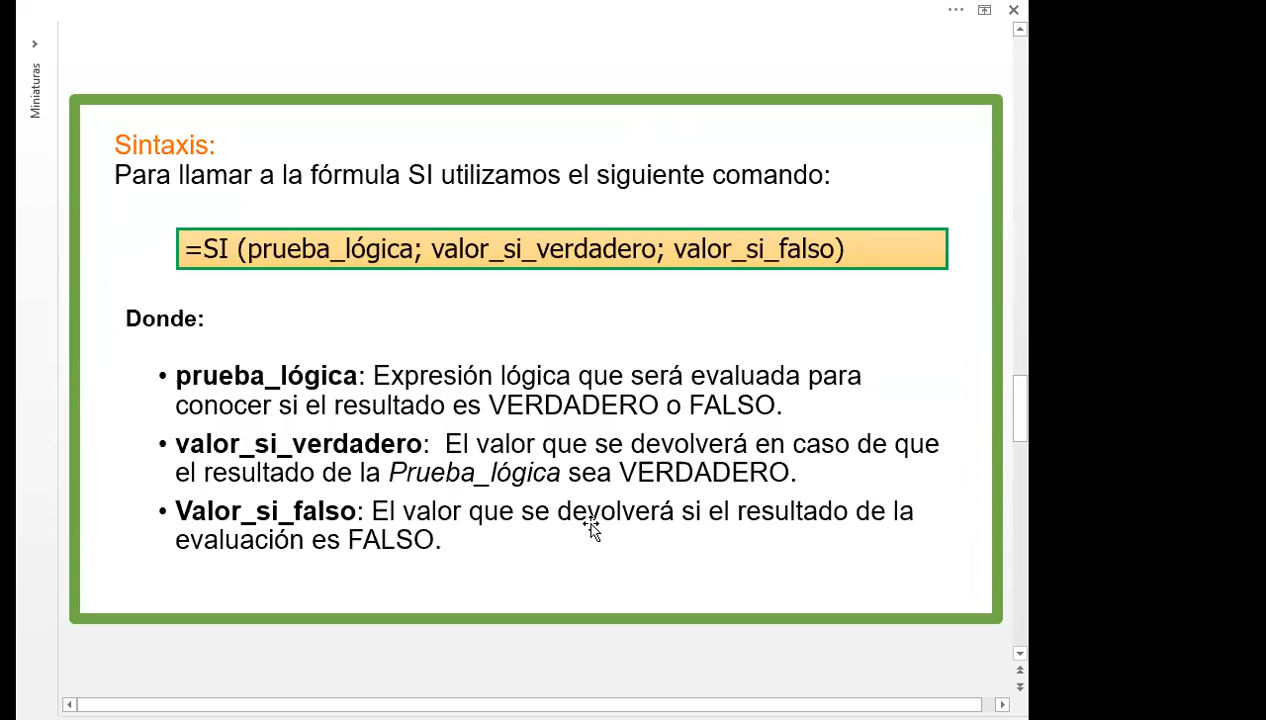 Miniaturas
Sintaxis:
Para llamar a la fórmula SI utilizamos el siguiente comando:
=SI (prueba_lógica; valor_si_verdadero; valor_si_falso)
Donde:
• prueba_lógica: Expresión lógica que será evaluada para
conocer si el resultado es VERDADERO o FALSO.
• valor_si_verdadero:  El valor que se devolverá en caso de que
el resultado de la Prueba_lógica sea VERDADERO.
• Valor_si_falso: El valor que se devolverá si el resultado de la
evaluación es FALSO.